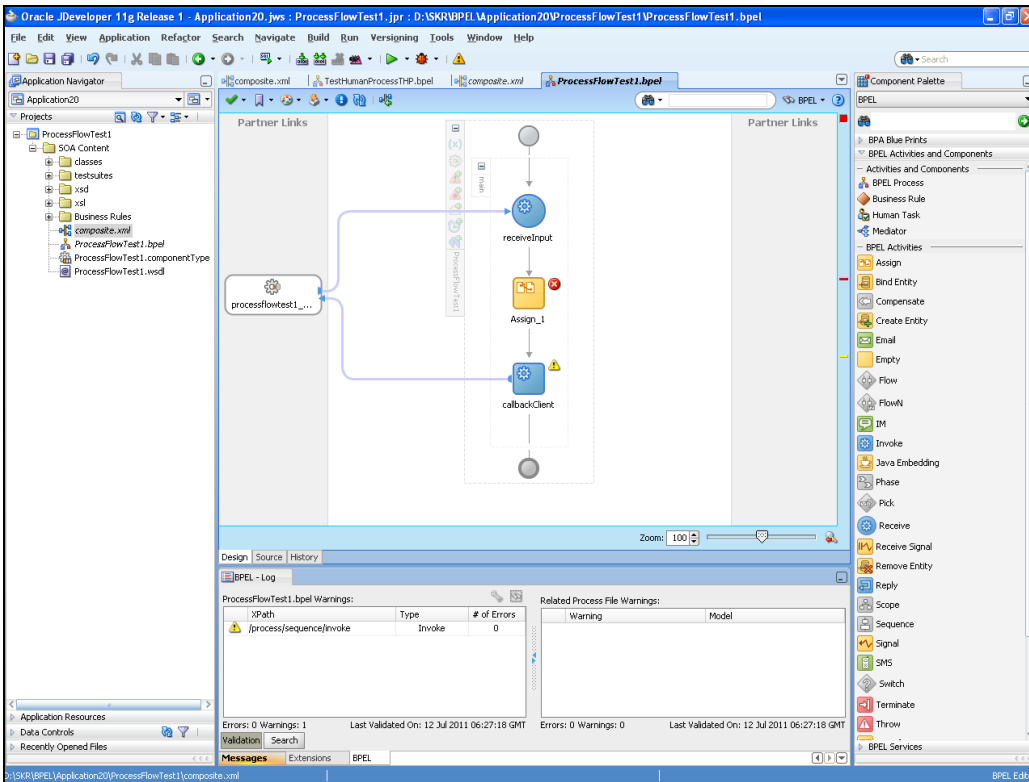 Oracle JDeveloper 11g Release 1 - Application20.jws : ProcessFlowTest1.jpr : D:\SKR\BPEL\Application20\ProcessFlowTest1\ProcessFlowTest1.bpel
File Edit View Application Refactor Search Navigate Build Run Versioning Tools Window Help
Search
Application Navigator
Application20
Projects
ProcessFlowTest1
SOA Content
classes
testsuites
xsd
xsl
Business Rules
composite.xml
ProcessFlowTest1.bpel
ProcessFlowTest1.componentType
ProcessFlowTest1.wsdl
Application Resources
Data Controls
Recently Opened Files
composite.xml TestHumanProcessTHP.bpel composite.xml ProcessFlowTest1.bpel
BPEL
Partner Links
Partner Links
(x)
main
ProcessFlowTest1
receiveInput
processflowtest1_...
Assign_1
callbackClient
Zoom: 100
Design Source History
BPEL - Log
ProcessFlowTest1.bpel Warnings:
XPath Type # of Errors
/process/sequence/invoke Invoke 0
Errors: 0 Warnings: 1 Last Validated On: 12 Jul 2011 06:27:18 GMT
Related Process File Warnings:
Warning Model
Errors: 0 Warnings: 0 Last Validated On: 12 Jul 2011 06:27:18 GMT
Validation Search
Messages Extensions BPEL
Component Palette
BPEL
BPA Blue Prints
BPEL Activities and Components
Activities and Components
BPEL Process
Business Rule
Human Task
Mediator
BPEL Activities
Assign
Bind Entity
Compensate
Create Entity
Email
Empty
Flow
FlowN
IM
Invoke
Java Embedding
Phase
Pick
Receive
Receive Signal
Remove Entity
Reply
Scope
Sequence
Signal
SMS
Switch
Terminate
Throw
BPEL Services
D:\SKR\BPEL\Application20\ProcessFlowTest1\composite.xml
BPEL Edit